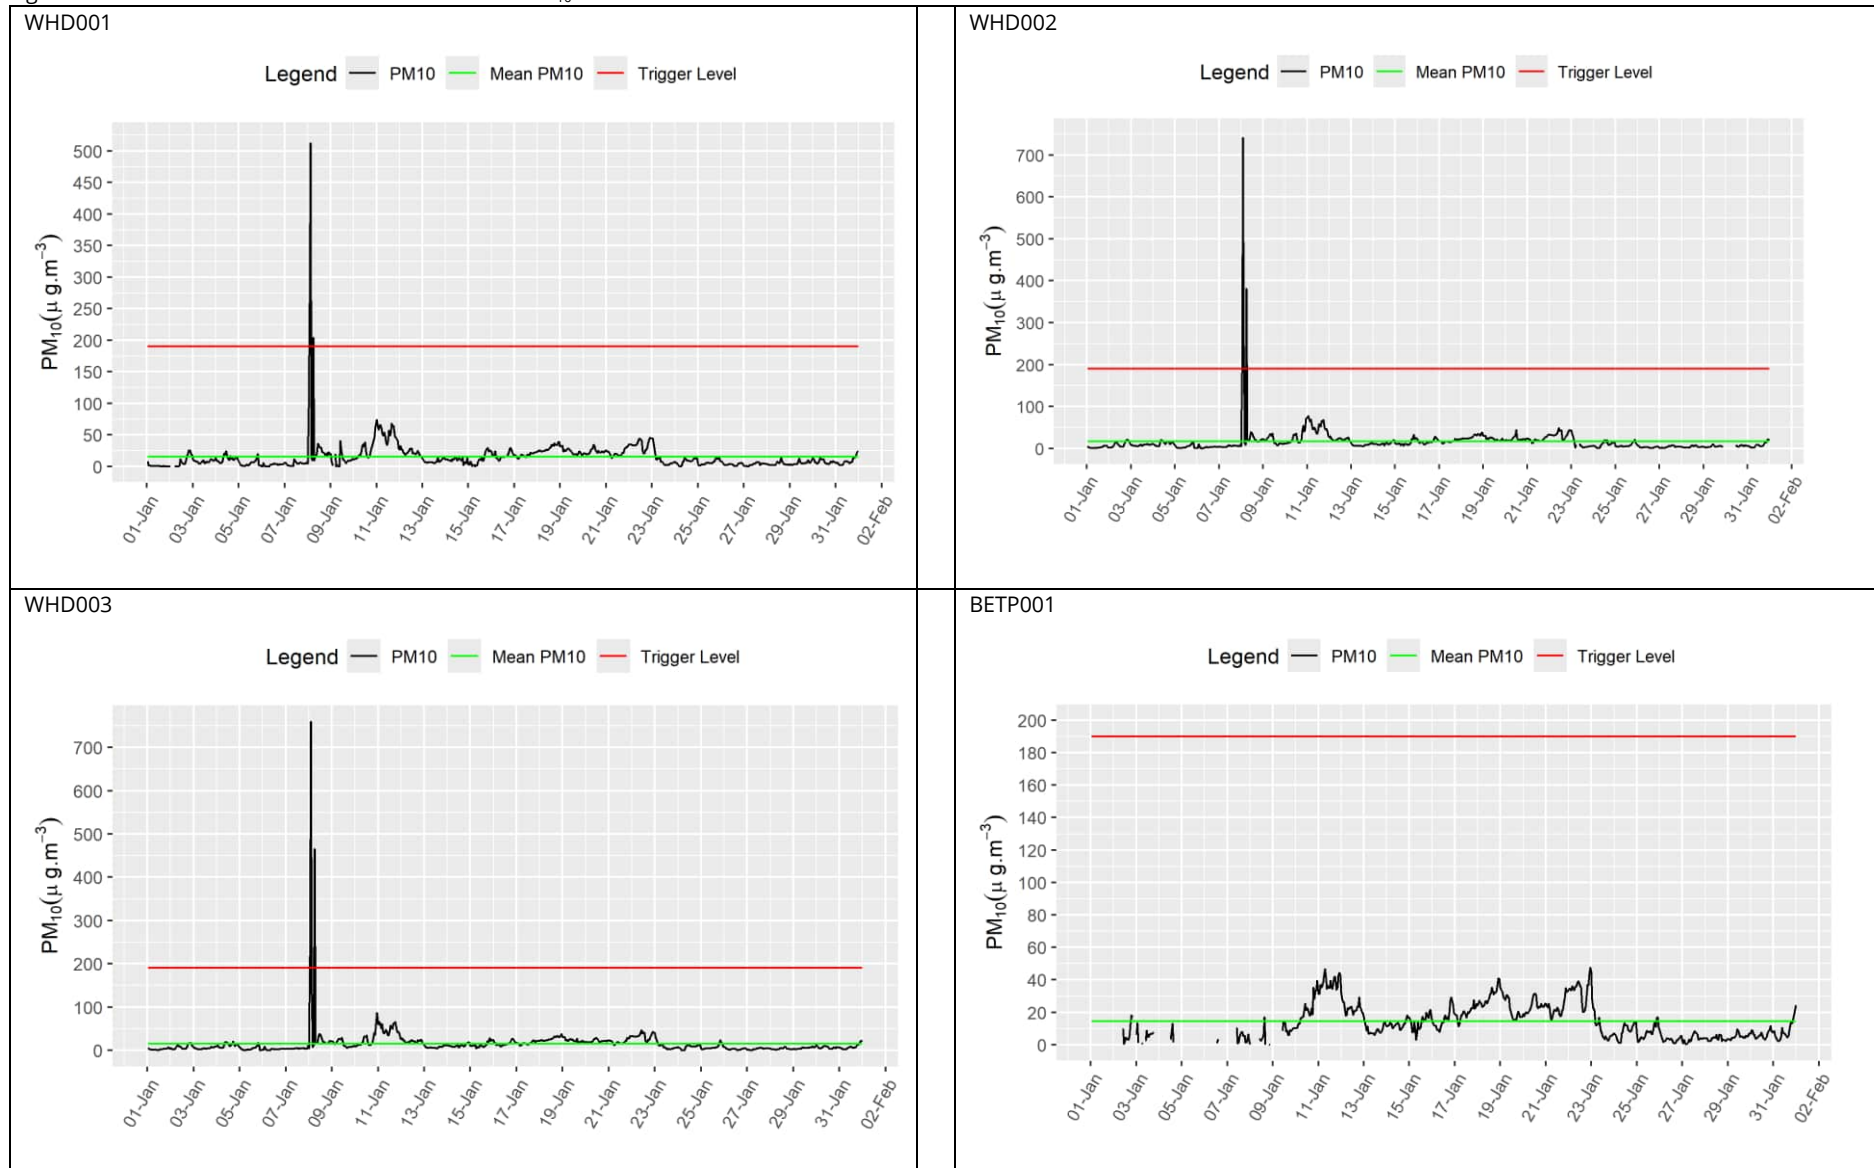 WHD001
Legend PM10 Mean PM10 Trigger Level
PM10(μ g.m−3)
500
450
400
350
300
250
200
150
100
50
0
01-Jan 03-Jan 05-Jan 07-Jan 09-Jan 11-Jan 13-Jan 15-Jan 17-Jan 19-Jan 21-Jan 23-Jan 25-Jan 27-Jan 29-Jan 31-Jan 02-Feb
WHD002
Legend PM10 Mean PM10 Trigger Level
PM10(μ g.m−3)
700
600
500
400
300
200
100
0
01-Jan 03-Jan 05-Jan 07-Jan 09-Jan 11-Jan 13-Jan 15-Jan 17-Jan 19-Jan 21-Jan 23-Jan 25-Jan 27-Jan 29-Jan 31-Jan 02-Feb
WHD003
Legend PM10 Mean PM10 Trigger Level
PM10(μ g.m−3)
700
600
500
400
300
200
100
0
01-Jan 03-Jan 05-Jan 07-Jan 09-Jan 11-Jan 13-Jan 15-Jan 17-Jan 19-Jan 21-Jan 23-Jan 25-Jan 27-Jan 29-Jan 31-Jan 02-Feb
BETP001
Legend PM10 Mean PM10 Trigger Level
PM10(μ g.m−3)
200
180
160
140
120
100
80
60
40
20
0
01-Jan 03-Jan 05-Jan 07-Jan 09-Jan 11-Jan 13-Jan 15-Jan 17-Jan 19-Jan 21-Jan 23-Jan 25-Jan 27-Jan 29-Jan 31-Jan 02-Feb